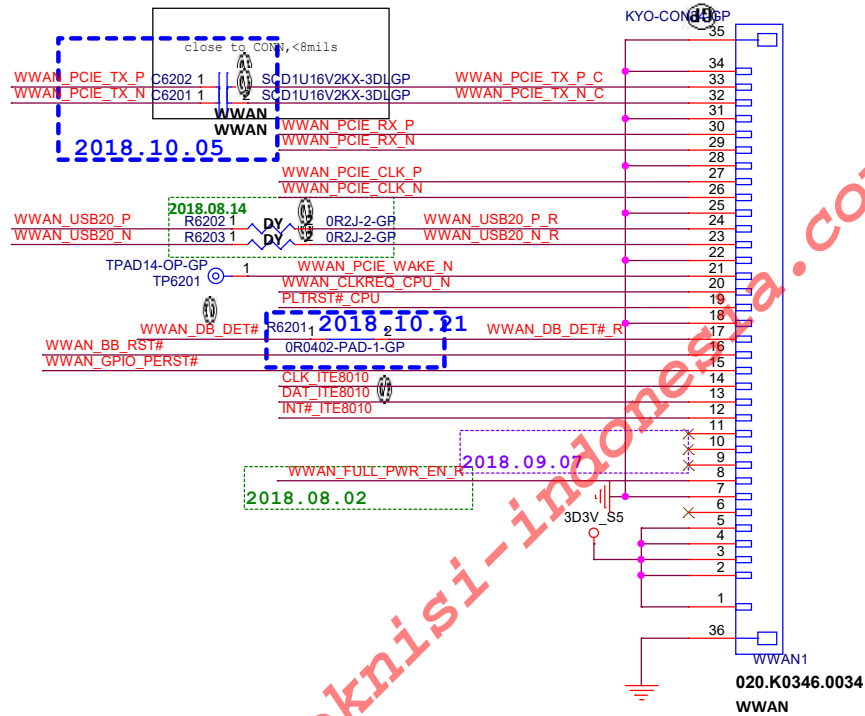 KYO-CON34-GP
35
close to CONN,<8mils
34
WWAN_PCIE_TX_P C6202 1 2 SCD1U16V2KX-3DLGP WWAN_PCIE_TX_P_C 33
WWAN_PCIE_TX_N C6201 1 2 SCD1U16V2KX-3DLGP WWAN_PCIE_TX_N_C 32
WWAN
WWAN
31
WWAN_PCIE_RX_P 30
2018.10.05
WWAN_PCIE_RX_N 29
28
WWAN_PCIE_CLK_P 27
WWAN_PCIE_CLK_N 26
2018.08.14
25
WWAN_USB20_P R6202 1 DY 2 0R2J-2-GP WWAN_USB20_P_R 24
WWAN_USB20_N R6203 1 DY 2 0R2J-2-GP WWAN_USB20_N_R 23
22
TPAD14-OP-GP
TP6201
1 WWAN_PCIE_WAKE_N 21
WWAN_CLKREQ_CPU_N 20
PLTRST#_CPU 19
18
2018.10.21
WWAN_DB_DET# R6201 1 2 WWAN_DB_DET#_R 17
0R0402-PAD-1-GP
WWAN_BB_RST# 16
WWAN_GPIO_PERST# 15
CLK_ITE8010 14
DAT_ITE8010 13
INT#_ITE8010 12
11
10
2018.09.07
9
WWAN_FULL_PWR_EN_R 8
2018.08.02
7
3D3V_S5
6
5
4
3
2
1
36
WWAN1
020.K0346.0034
WWAN
teknisi-indonesia.co